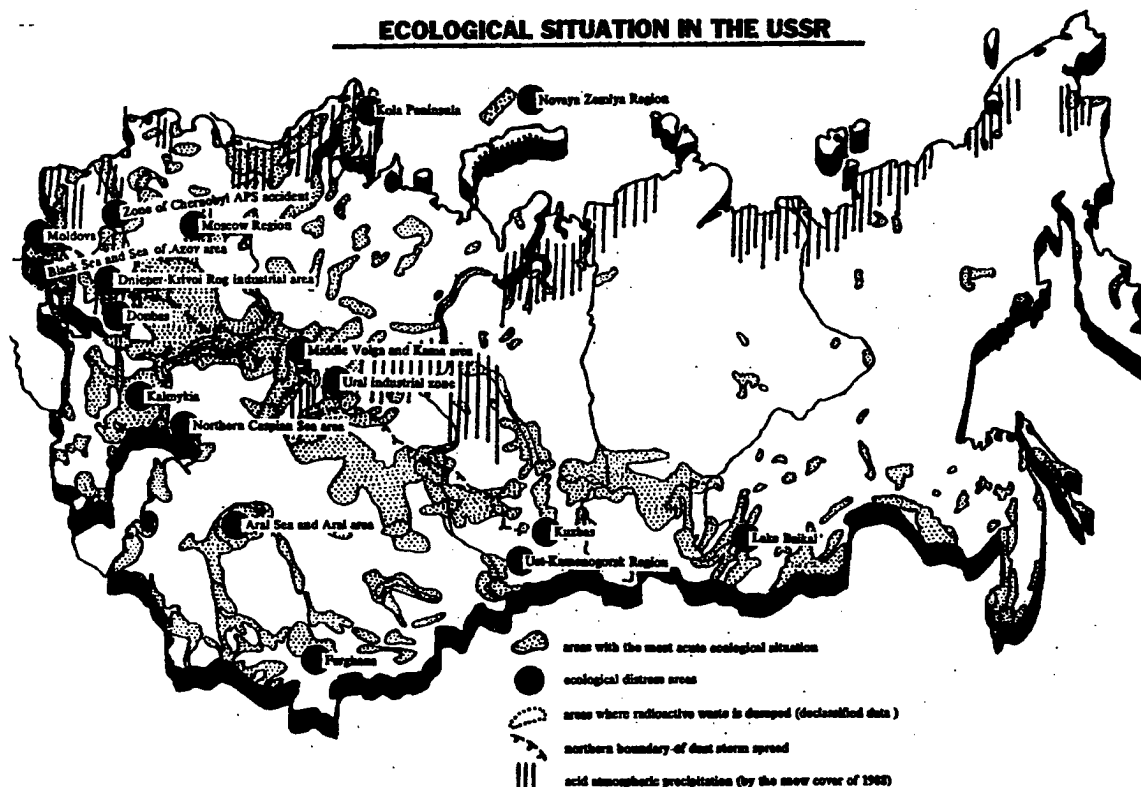 ECOLOGICAL SITUATION IN THE USSR
Kola Peninsula
Novaya Zemlya Region
Zone of Chernobyl APS accident
Moscow Region
Moldova
Black Sea and Sea of Azov area
Dnieper-Krivoi Rog industrial area
Donbas
Middle Volga and Kama area
Ural industrial zone
Kalmykia
Northern Caspian Sea area
Aral Sea and Aral area
Kuzbas
Lake Baikal
Ust-Kamenogorsk Region
Ferghana
areas with the most acute ecological situation
ecological distress areas
areas where radioactive waste is dumped (declassified data)
northern boundary of dust storm spread
acid atmospheric precipitation (by the snow cover of 1988)